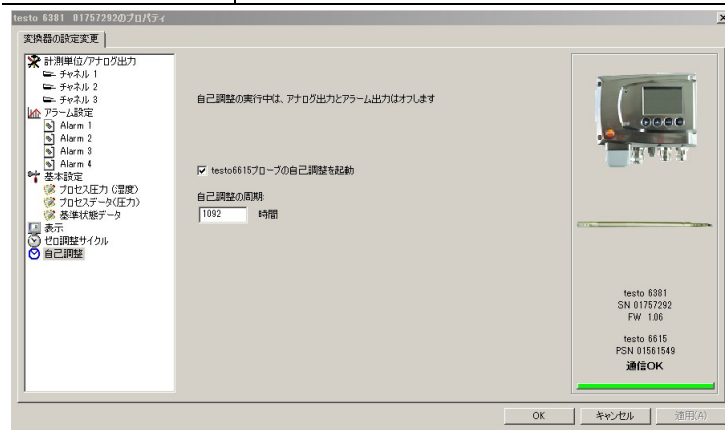 testo 6381 01757292のプロパティ
変換器の設定変更
計測単位/アナログ出力
チャネル 1
チャネル 2
チャネル 3
アラーム設定
Alarm 1
Alarm 2
Alarm 3
Alarm 4
基本設定
プロセス圧力 (湿度)
プロセスデータ(圧力)
基準状態データ
表示
ゼロ調整サイクル
自己調整
自己調整の実行中は、アナログ出力とアラーム出力はオフします
testo6615プローブの自己調整を起動
自己調整の周期:
1092 時間
testo 6381
SN 01757292
FW 1.06
testo 6615
PSN 01561549
通信OK
OK キャンセル 適用(A)